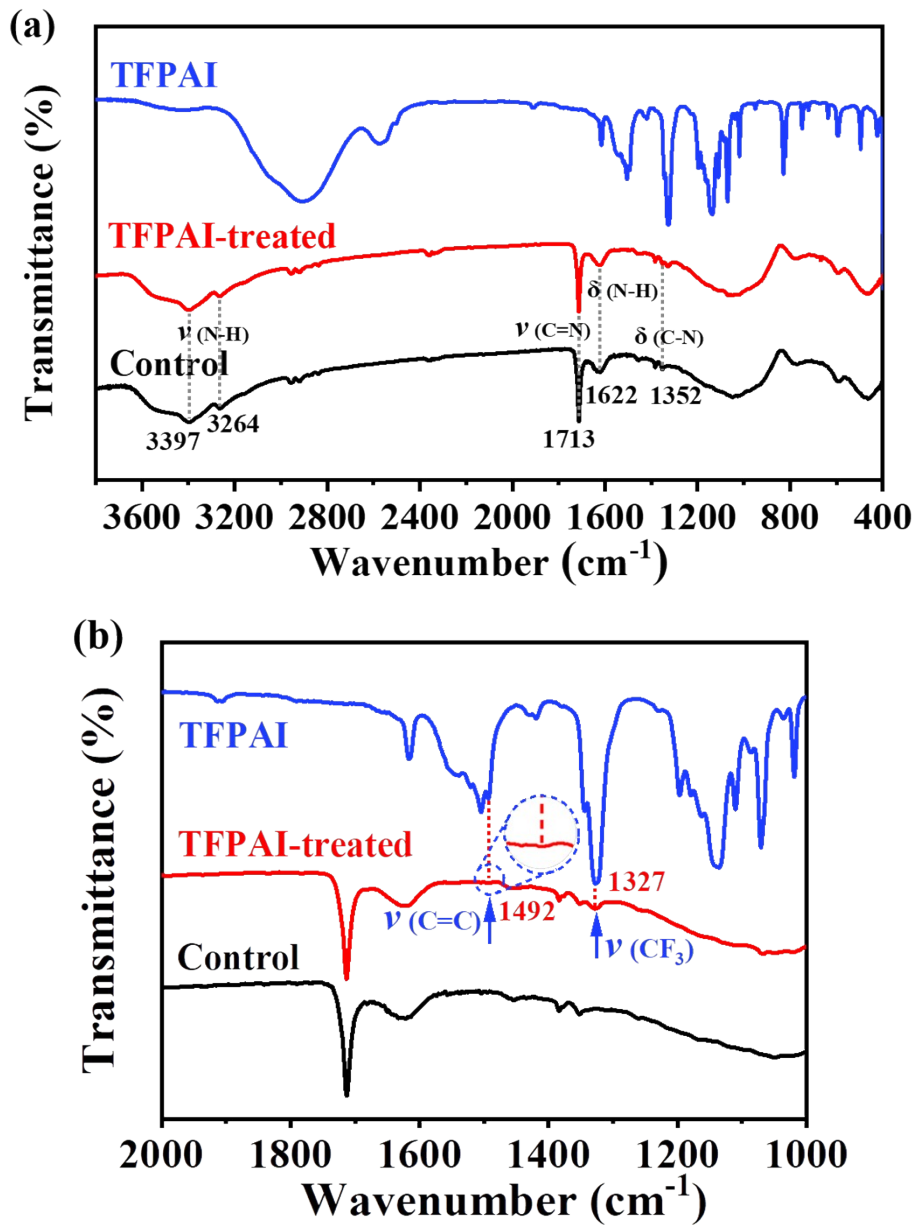 (a)
TFPAI
TFPAI-treated
ν (N-H)
Control
3397
3264
ν (C=N)
δ (N-H)
δ (C-N)
1713
1622
1352
Transmittance (%)
3600 3200 2800 2400 2000 1600 1200 800 400
Wavenumber (cm-1)
(b)
TFPAI
TFPAI-treated
ν (C=C)
1492
1327
ν (CF3)
Control
Transmittance (%)
2000 1800 1600 1400 1200 1000
Wavenumber (cm-1)